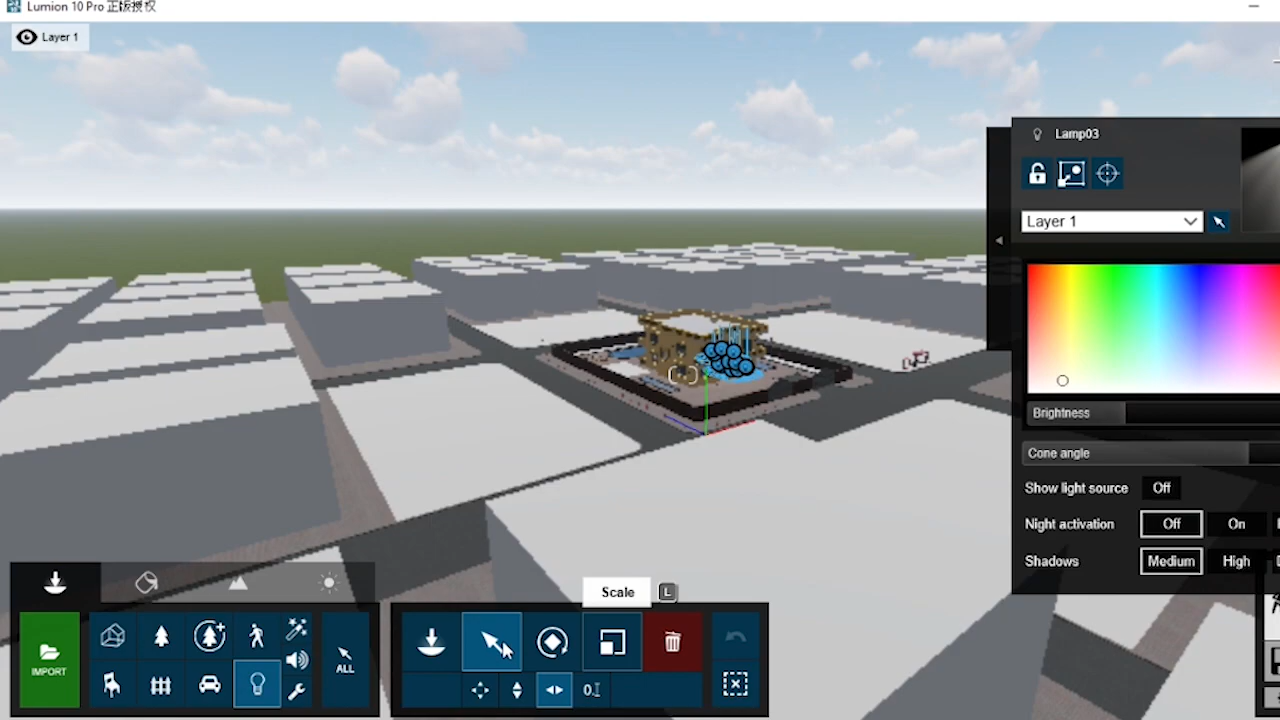 Lumion 10 Pro 正版授权
Layer 1
Lamp03
Layer 1
Brightness
Cone angle
Show light source Off
Night activation Off On
Shadows Medium High
Scale L
IMPORT
ALL